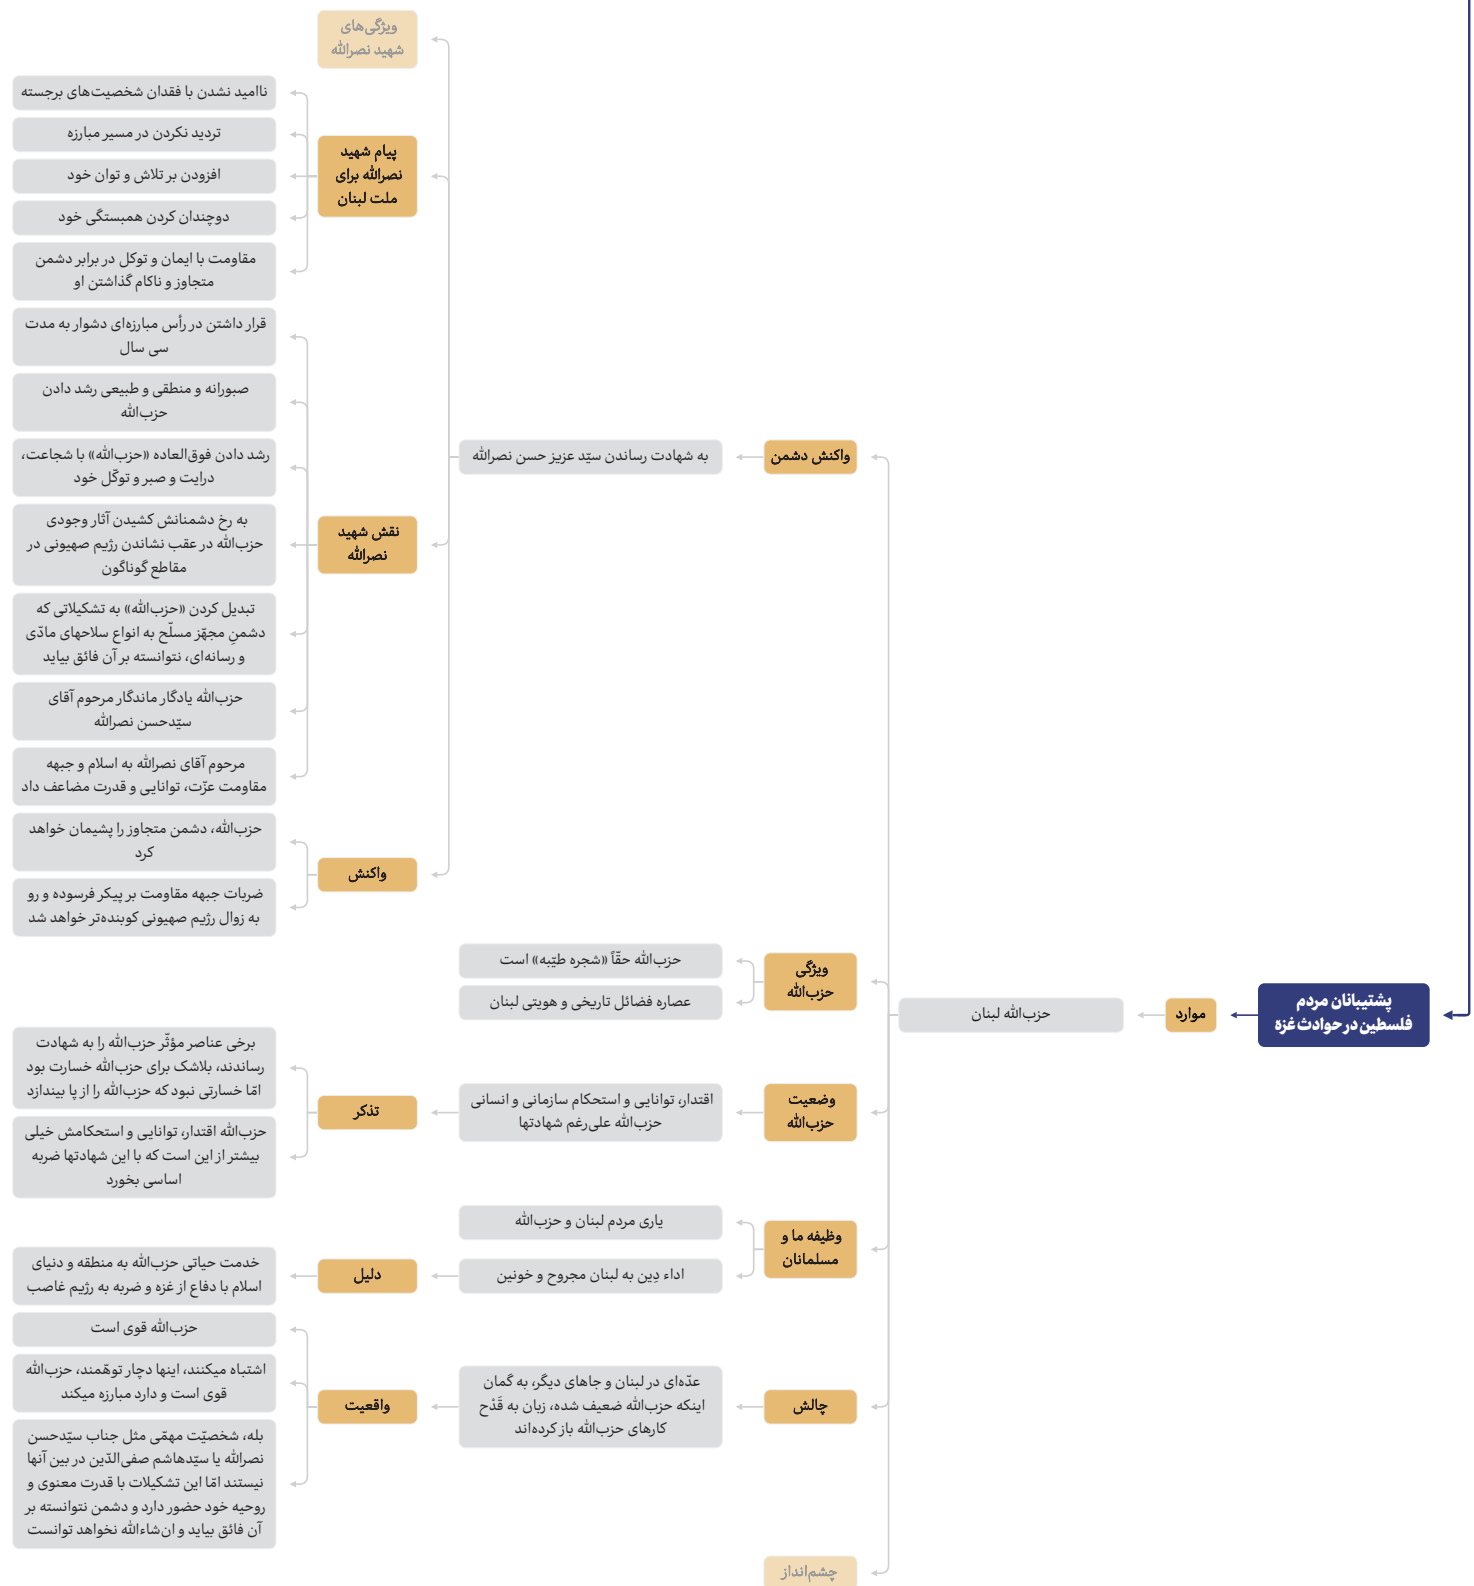 پشتیبانان مردم
فلسطین در حوادث غزة
موارد
حزب‌الله لبنان
واکنش دشمن
به شهادت رساندن سیّد عزیز حسن نصرالله
ویژگی‌های
شهید نصرالله
پیام شهید
نصرالله برای
ملت لبنان
ناامید نشدن با فقدان شخصیت‌های برجسته
تردید نکردن در مسیر مبارزه
افزودن بر تلاش و توان خود
دوچندان کردن همبستگی خود
مقاومت با ایمان و توکل در برابر دشمن
متجاوز و ناکام گذاشتن او
نقش شهید
نصرالله
قرار داشتن در رأس مبارزه‌ای دشوار به مدت
سی سال
صبورانه و منطقی و طبیعی رشد دادن
حزب‌الله
رشد دادن فوق‌العاده «حزب‌الله» با شجاعت،
درایت و صبر و توکّل خود
به رخ دشمنانش کشیدن آثار وجودی
حزب‌الله در عقب نشاندن رژیم صهیونی در
مقاطع گوناگون
تبدیل کردن «حزب‌الله» به تشکیلاتی که
دشمنِ مجهّز مسلّح به انواع سلاحهای مادّی
و رسانه‌ای، نتوانسته بر آن فائق بیاید
حزب‌الله یادگار ماندگار مرحوم آقای
سیّدحسن نصرالله
مرحوم آقای نصرالله به اسلام و جبهه
مقاومت عزّت، توانایی و قدرت مضاعف داد
واکنش
حزب‌الله، دشمن متجاوز را پشیمان خواهد
کرد
ضربات جبهه مقاومت بر پیکر فرسوده و رو
به زوال رژیم صهیونی کوبنده‌تر خواهد شد
ویژگی
حزب‌الله
حزب‌الله حقّاً «شجره طیّبه» است
عصاره فضائل تاریخی و هویتی لبنان
وضعیت
حزب‌الله
اقتدار، توانایی و استحکام سازمانی و انسانی
حزب‌الله علی‌رغم شهادتها
تذکر
برخی عناصر مؤثّر حزب‌الله را به شهادت
رساندند، بلاشک برای حزب‌الله خسارت بود
امّا خسارتی نبود که حزب‌الله را از پا بیندازد
حزب‌الله اقتدار، توانایی و استحکامش خیلی
بیشتر از این است که با این شهادتها ضربه
اساسی بخورد
وظیفه ما و
مسلمانان
یاری مردم لبنان و حزب‌الله
اداء دِین به لبنان مجروح و خونین
دلیل
خدمت حیاتی حزب‌الله به منطقه و دنیای
اسلام با دفاع از غزه و ضربه به رژیم غاصب
چالش
عدّه‌ای در لبنان و جاهای دیگر، به گمان
اینکه حزب‌الله ضعیف شده، زبان به قَدْح
کارهای حزب‌الله باز کرده‌اند
واقعیت
حزب‌الله قوی است
اشتباه میکنند، اینها دچار توهّمند، حزب‌الله
قوی است و دارد مبارزه میکند
بله، شخصیّت مهمّی مثل جناب سیّدحسن
نصرالله یا سیّدهاشم صفی‌الدّین در بین آنها
نیستند امّا این تشکیلات با قدرت معنوی و
روحیه خود حضور دارد و دشمن نتوانسته بر
آن فائق بیاید و ان‌شاءالله نخواهد توانست
چشم‌انداز